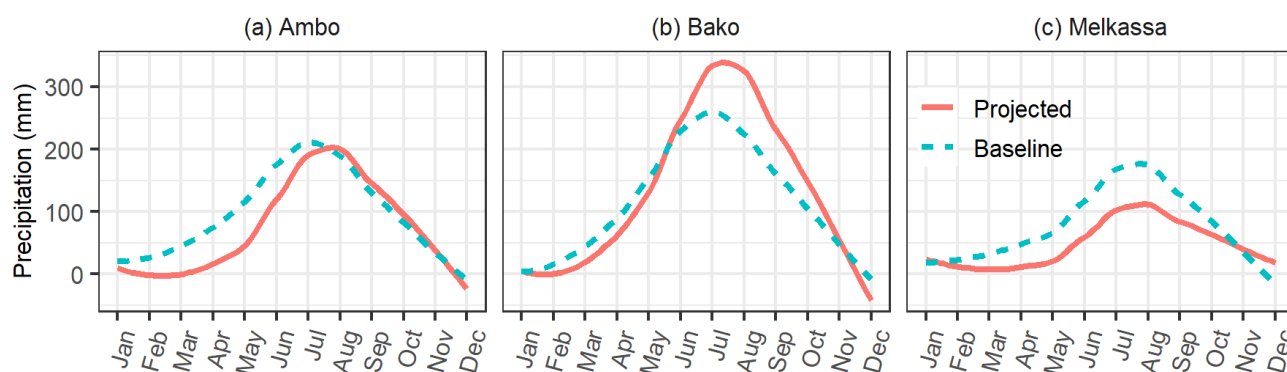 (a) Ambo (b) Bako (c) Melkassa
Precipitation (mm)
300
200
100
0
Projected
Baseline
Jan Feb Mar Apr May Jun Jul Aug Sep Oct Nov Dec Jan Feb Mar Apr May Jun Jul Aug Sep Oct Nov Dec Jan Feb Mar Apr May Jun Jul Aug Sep Oct Nov Dec